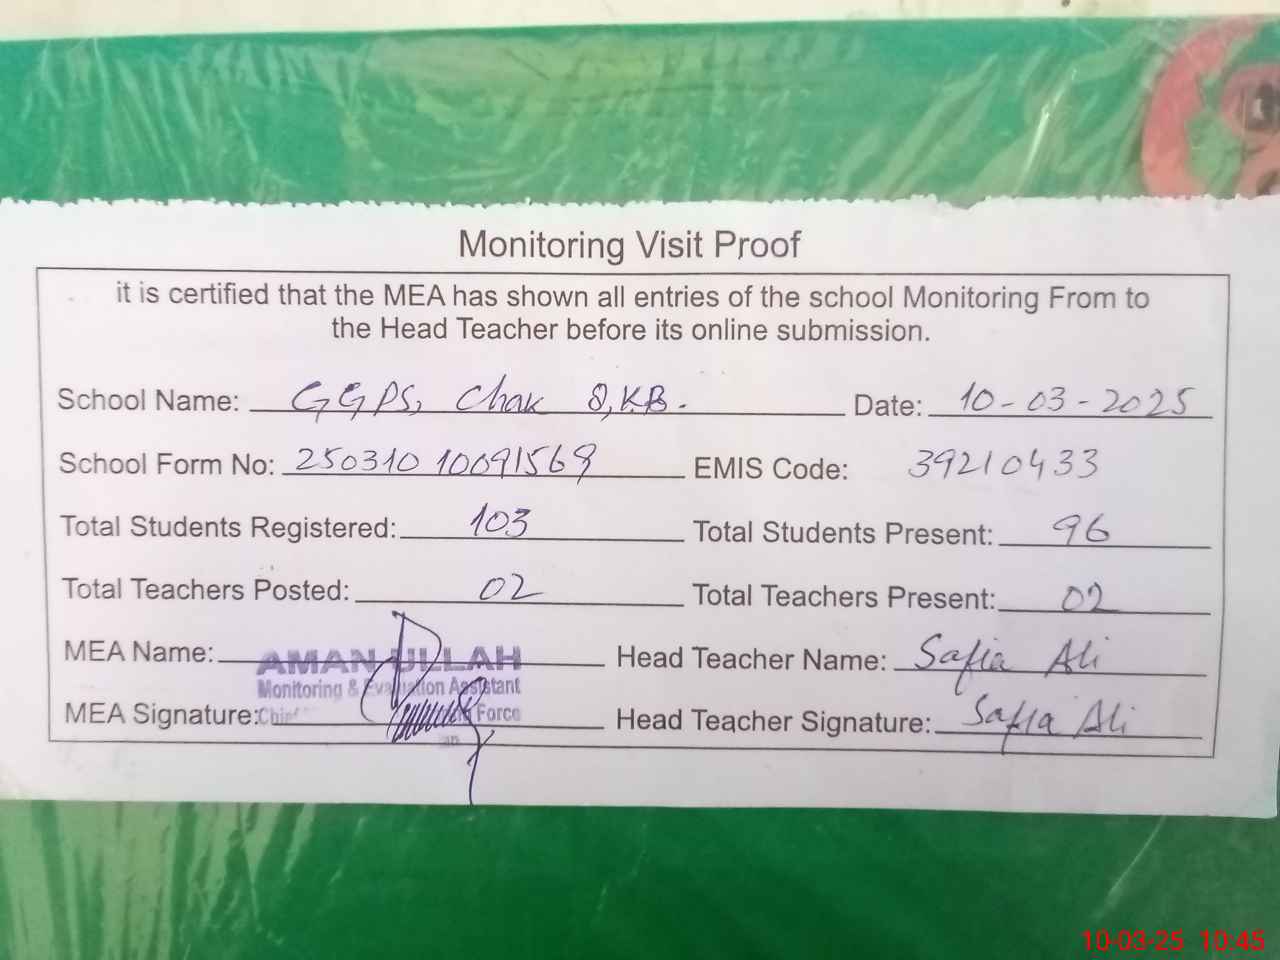 Monitoring Visit Proof
it is certified that the MEA has shown all entries of the school Monitoring From to
the Head Teacher before its online submission.
School Name: GGPS, Chak 8, KB. Date: 10-03-2025
School Form No: 25031010091569 EMIS Code: 39210433
Total Students Registered: 103 Total Students Present: 96
Total Teachers Posted: 02 Total Teachers Present: 02
MEA Name: AMAN ULLAH Head Teacher Name: Safia Ali
Monitoring & Evaluation Assistant
MEA Signature: Chief Force Head Teacher Signature: Safia Ali
10-03-25 10:45